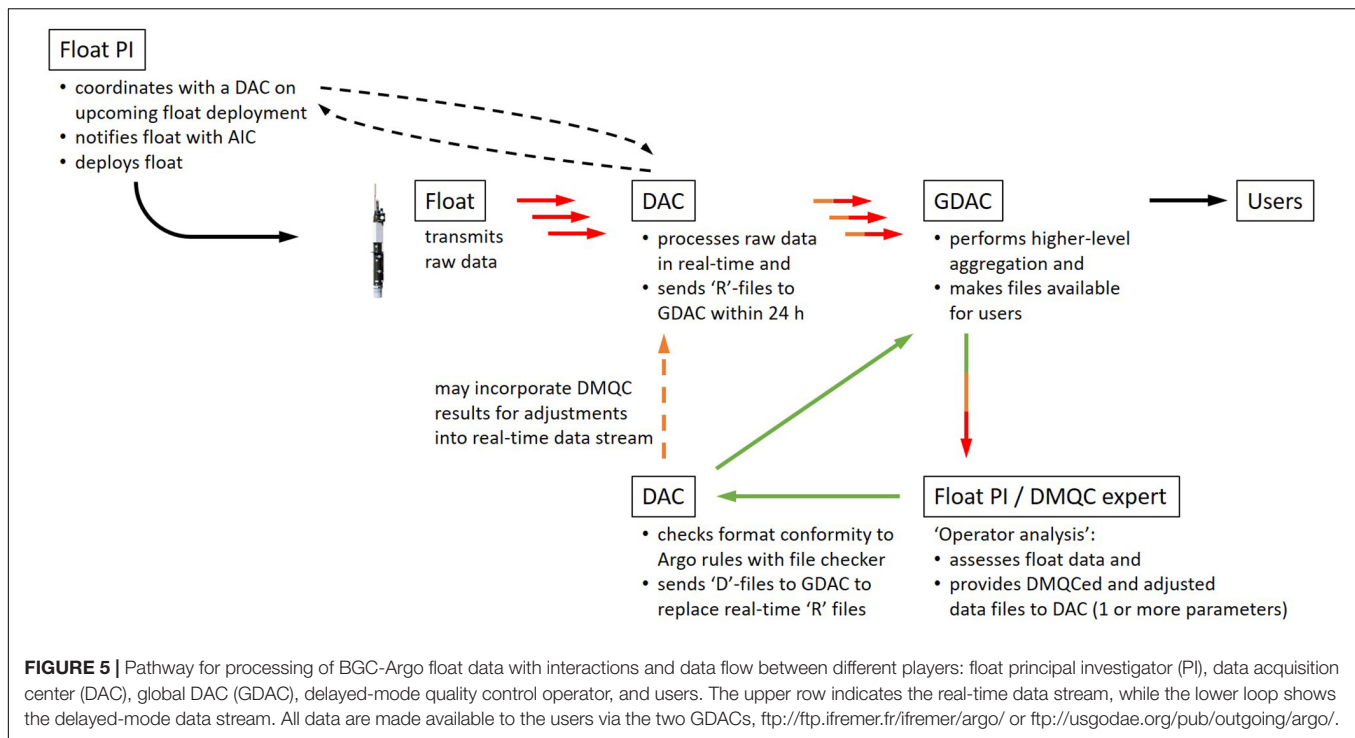 Float PI
• coordinates with a DAC on
upcoming float deployment
• notifies float with AIC
• deploys float
Float
transmits
raw data
DAC
• processes raw data
in real-time and
• sends ‘R’-files to
GDAC within 24 h
GDAC
• performs higher-level
aggregation and
• makes files available
for users
Users
may incorporate DMQC
results for adjustments
into real-time data stream
DAC
• checks format conformity to
Argo rules with file checker
• sends ‘D’-files to GDAC to
replace real-time ‘R’ files
Float PI / DMQC expert
‘Operator analysis’:
• assesses float data and
• provides DMQCed and adjusted
data files to DAC (1 or more parameters)
FIGURE 5 | Pathway for processing of BGC-Argo float data with interactions and data flow between different players: float principal investigator (PI), data acquisition
center (DAC), global DAC (GDAC), delayed-mode quality control operator, and users. The upper row indicates the real-time data stream, while the lower loop shows
the delayed-mode data stream. All data are made available to the users via the two GDACs, ftp://ftp.ifremer.fr/ifremer/argo/ or ftp://usgodae.org/pub/outgoing/argo/.